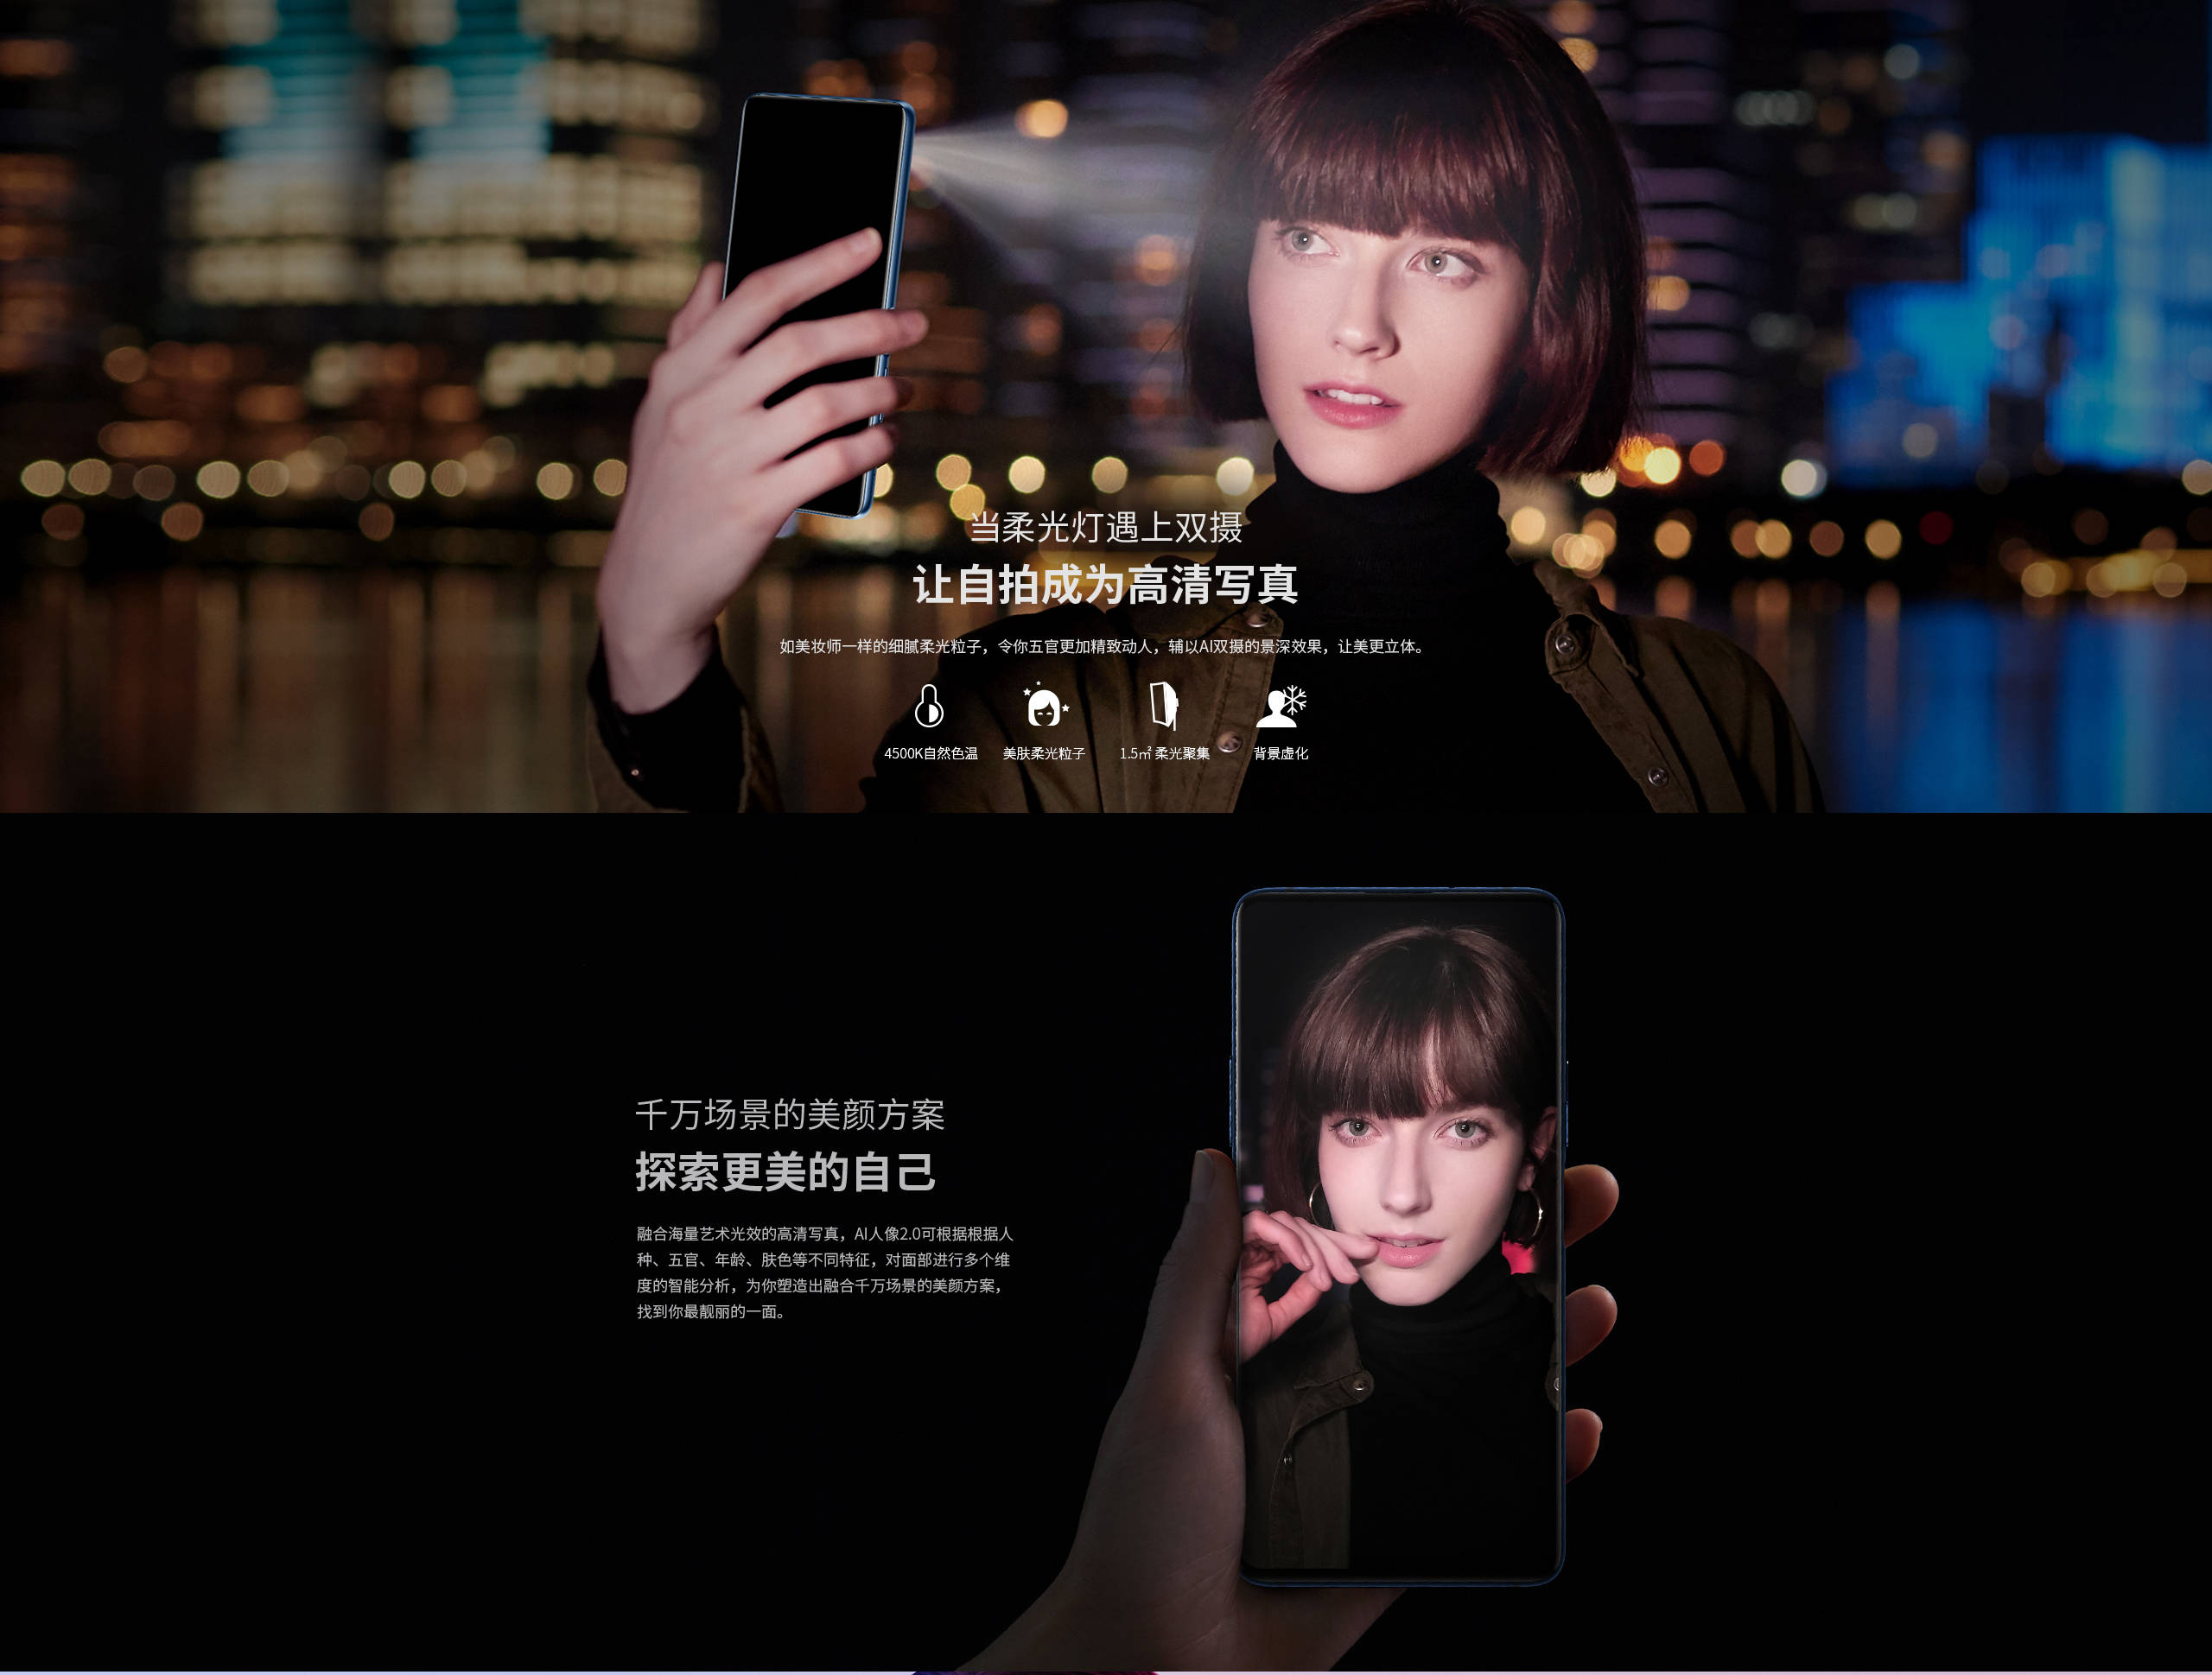 当柔光灯遇上双摄
让自拍成为高清写真
如美妆师一样的细腻柔光粒子，令你五官更加精致动人，辅以AI双摄的景深效果，让美更立体。
4500K自然色温
美肤柔光粒子
1.5㎡ 柔光聚集
背景虚化
千万场景的美颜方案
探索更美的自己
融合海量艺术光效的高清写真，AI人像2.0可根据根据人
种、五官、年龄、肤色等不同特征，对面部进行多个维
度的智能分析，为你塑造出融合千万场景的美颜方案，
找到你最靓丽的一面。